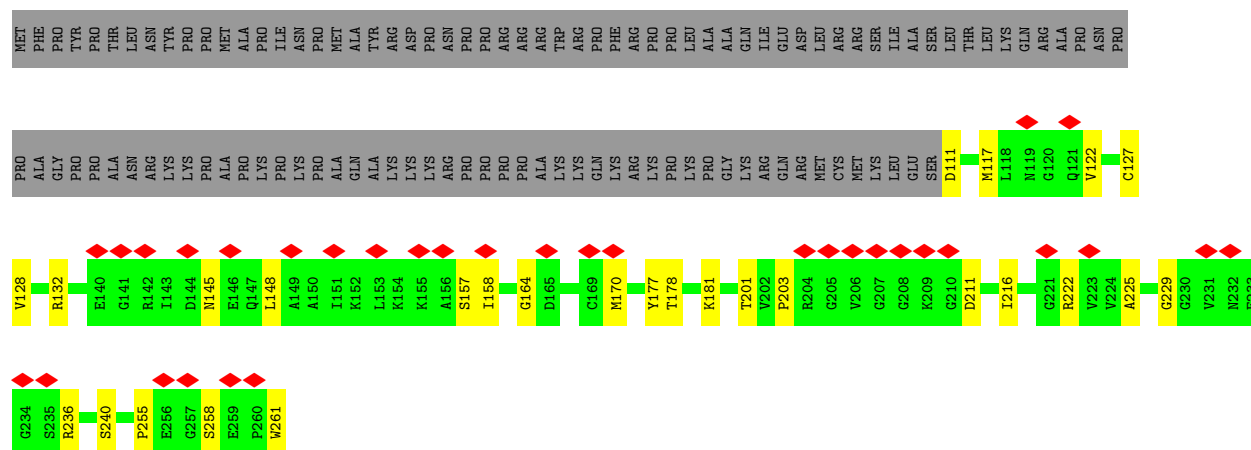 MET PHE PRO TYR PRO THR LEU ASN TYR PRO PRO MET ALA PRO ILE ASN PRO MET ALA TYR ARG ASP PRO ASN PRO PRO ARG ARG ARG TRP ARG PRO PHE ARG PRO PRO LEU ALA ALA GLN ILE GLU ASP LEU ARG ARG SER ILE ALA SER LEU THR LEU LYS GLN ARG ALA PRO ASN PRO
PRO ALA GLY PRO PRO ALA ASN ARG LYS LYS PRO ALA PRO LYS PRO LYS PRO ALA GLN ALA LYS LYS LYS ARG PRO PRO PRO PRO ALA LYS LYS GLN LYS ARG LYS PRO LYS PRO GLY LYS ARG GLN ARG MET CYS MET LYS LEU GLU SER D111 M117 L118 N119 G120 Q121 V122 C127
V128 R132 E140 G141 R142 I143 D144 N145 E146 Q147 L148 A149 A150 I151 K152 L153 K154 K155 A156 S157 I158 G164 D165 C169 M170 Y177 T178 K181 T201 V202 P203 R204 G205 V206 G207 G208 K209 G210 D211 I216 G221 R222 V223 V224 A225 G229 G230 V231 N232
G234 S235 R236 S240 P255 E256 G257 S258 E259 P260 W261